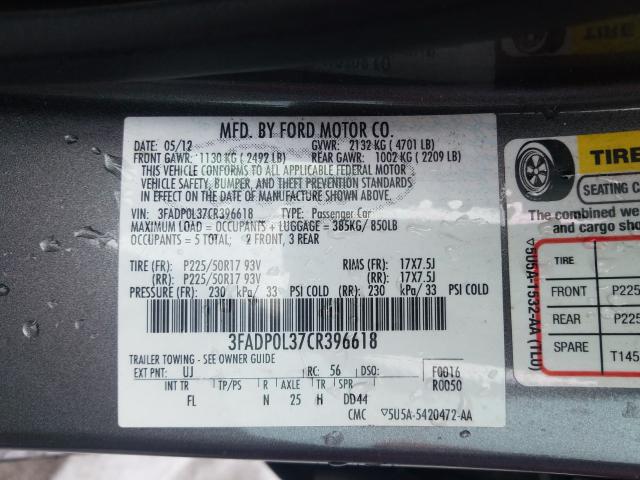 MFD. BY FORD MOTOR CO.
DATE: 05/12 GVWR: 2132 KG ( 4701 LB)
FRONT GAWR: 1130 KG ( 2492 LB) REAR GAWR: 1002 KG ( 2209 LB)
THIS VEHICLE CONFORMS TO ALL APPLICABLE FEDERAL MOTOR
VEHICLE SAFETY, BUMPER, AND THEFT PREVENTION STANDARDS
IN EFFECT ON THE DATE OF MANUFACTURE SHOWN ABOVE.
VIN: 3FADP0L37CR396618 TYPE: Passenger Car
MAXIMUM LOAD = OCCUPANTS + LUGGAGE = 385KG/ 850LB
OCCUPANTS = 5 TOTAL; 2 FRONT, 3 REAR
TIRE (FR): P225/50R17 93V RIMS (FR): 17X7.5J
(RR): P225/50R17 93V (RR): 17X7.5J
PRESSURE (FR): 230 kPa/ 33 PSI COLD (RR): 230 kPa/ 33 PSI COLD
3FADP0L37CR396618
TRAILER TOWING - SEE OWNER GUIDE
EXT PNT: UJ RC: 56 DSO: F0016
R0050
INT TR TP/PS R AXLE TR SPR
FL N 25 H DD44
CMC ▽5U5A-5420472-AA
▽5U5A-1532-AA (TL0)
TIRE
SEATING
The combined
and cargo
TIRE
FRONT P225
REAR P225
SPARE T145